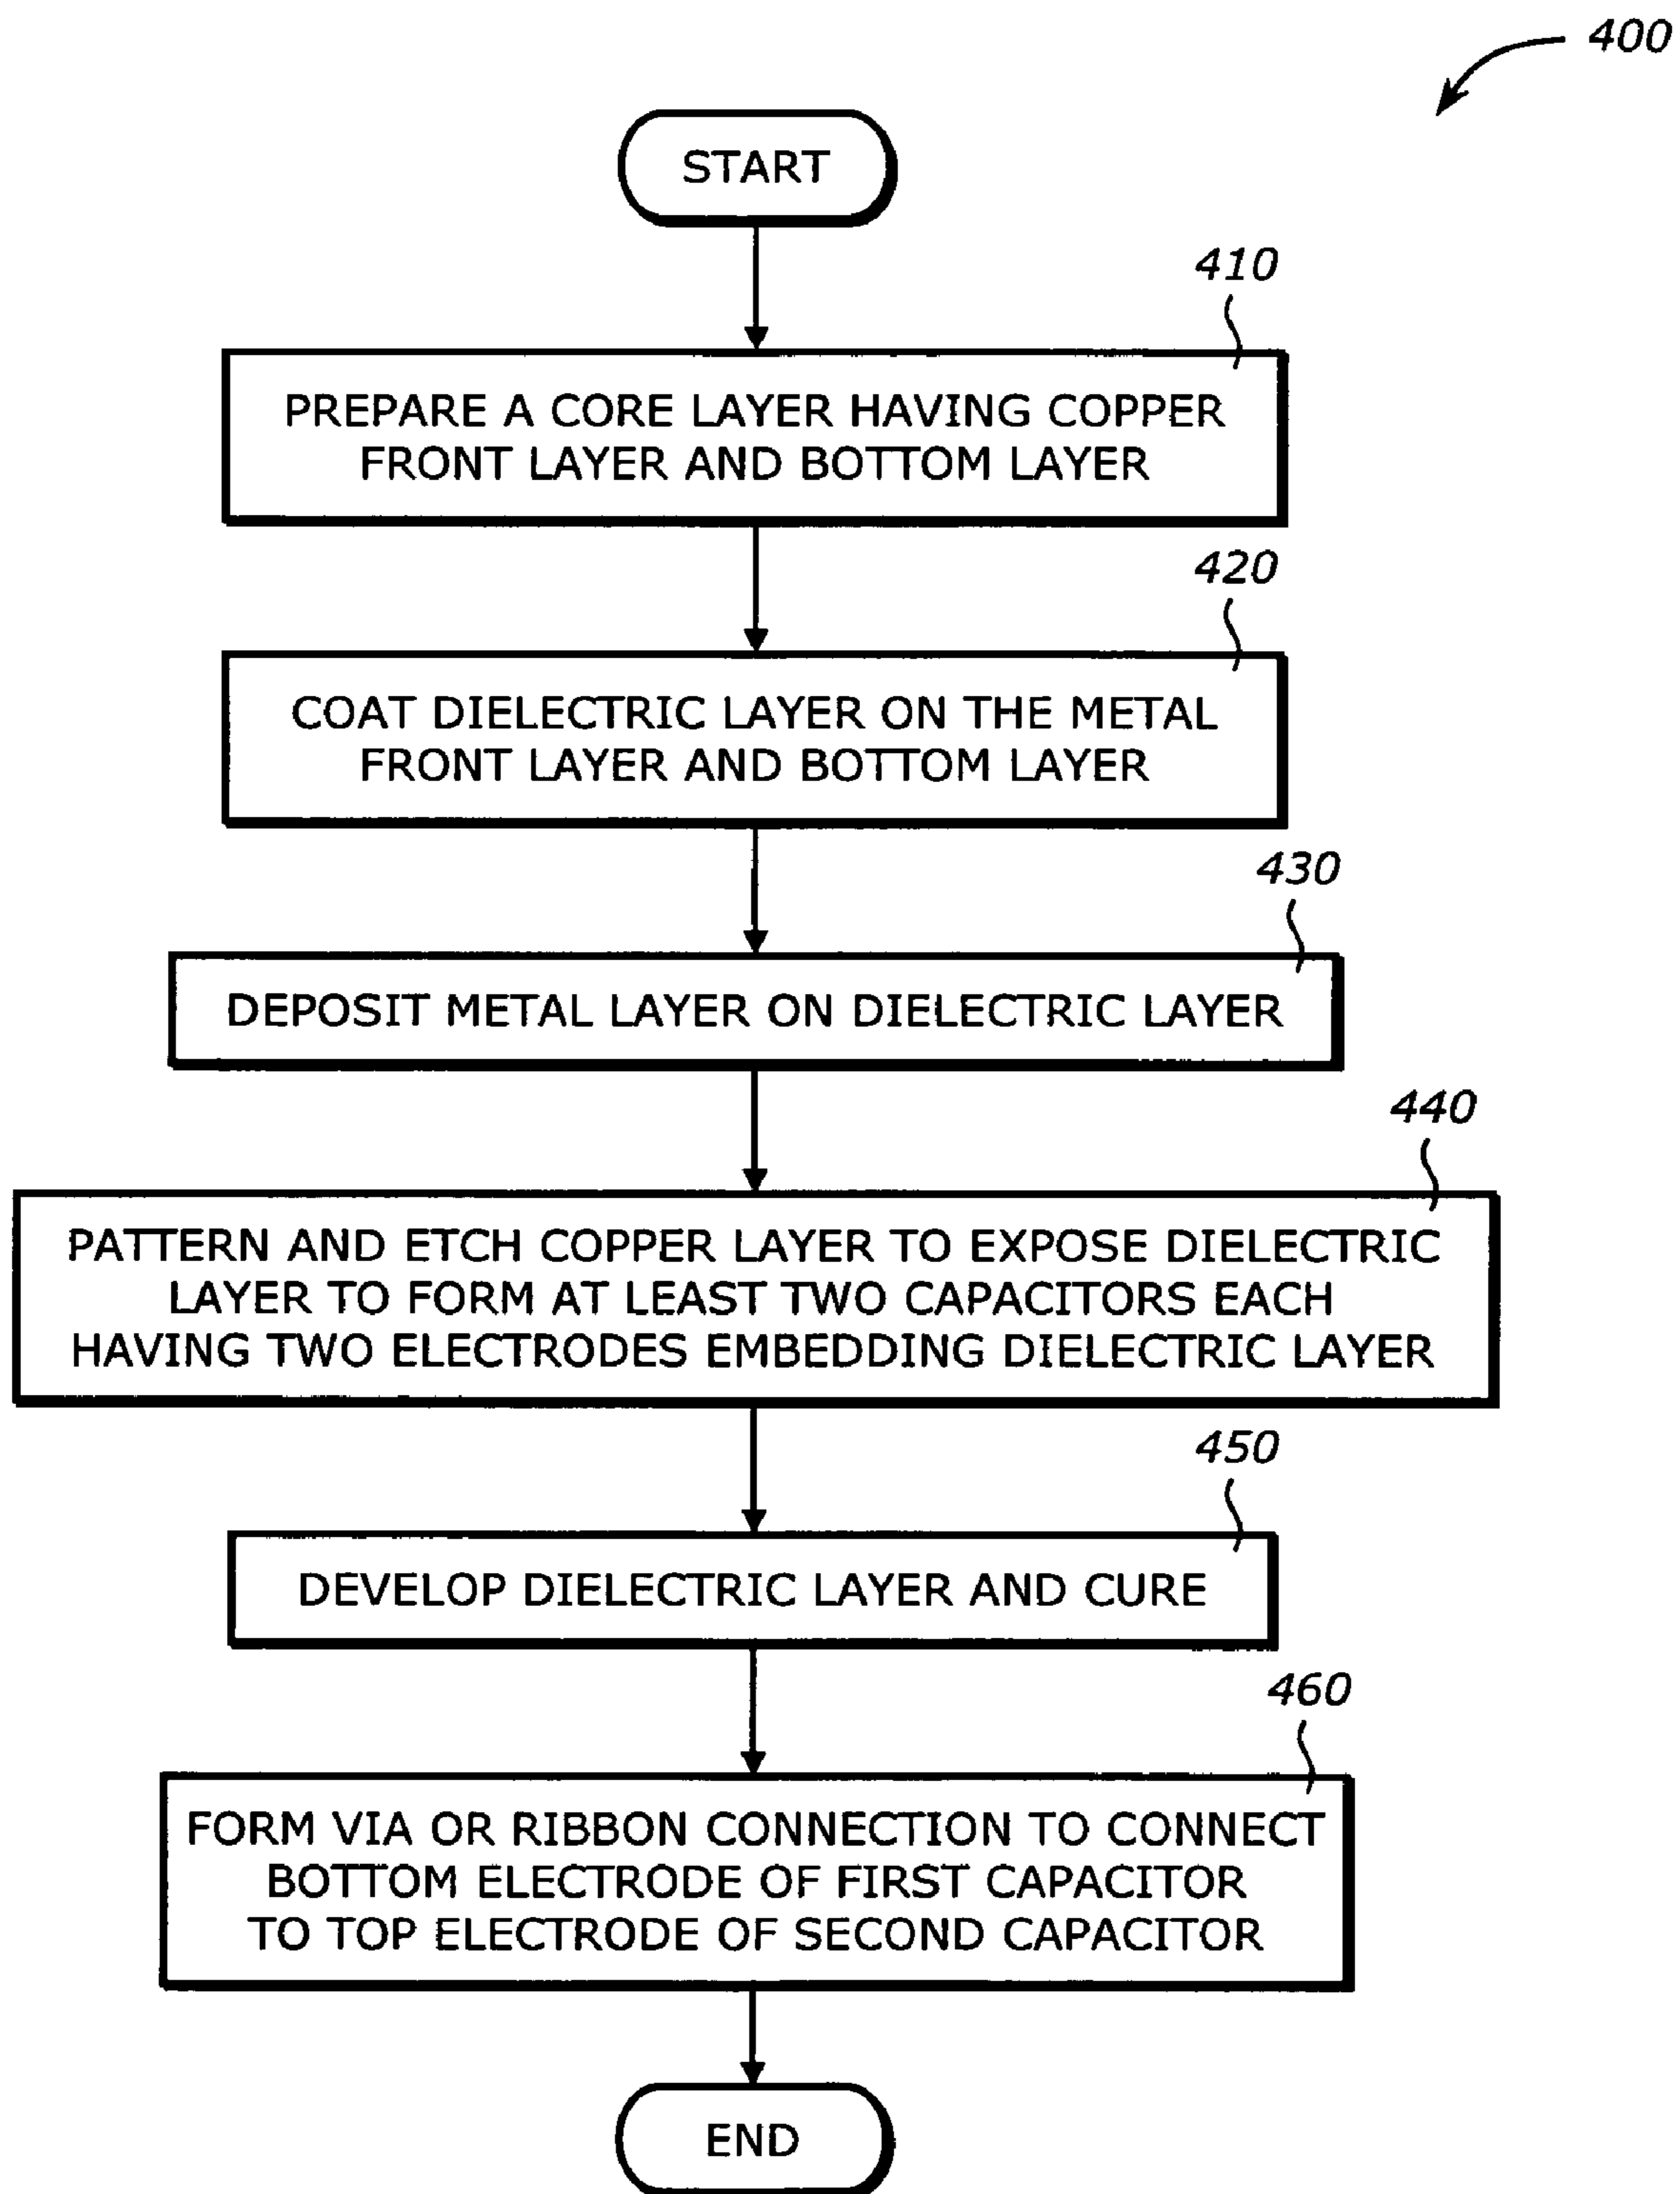 400
START
410
PREPARE A CORE LAYER HAVING COPPER
FRONT LAYER AND BOTTOM LAYER
420
COAT DIELECTRIC LAYER ON THE METAL
FRONT LAYER AND BOTTOM LAYER
430
DEPOSIT METAL LAYER ON DIELECTRIC LAYER
440
PATTERN AND ETCH COPPER LAYER TO EXPOSE DIELECTRIC
LAYER TO FORM AT LEAST TWO CAPACITORS EACH
HAVING TWO ELECTRODES EMBEDDING DIELECTRIC LAYER
450
DEVELOP DIELECTRIC LAYER AND CURE
460
FORM VIA OR RIBBON CONNECTION TO CONNECT
BOTTOM ELECTRODE OF FIRST CAPACITOR
TO TOP ELECTRODE OF SECOND CAPACITOR
END